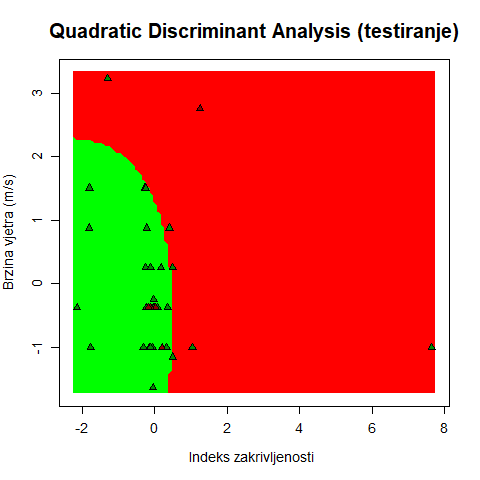 Quadratic Discriminant Analysis (testiranje)
Brzina vjetra (m/s)
3
2
1
0
-1
-2 0 2 4 6 8
Indeks zakrivljenosti